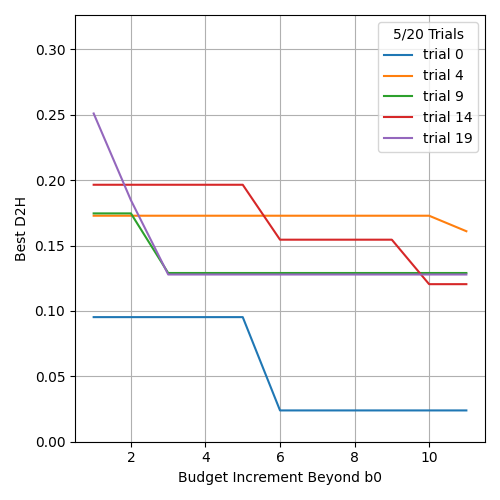 5/20 Trials
trial 0
trial 4
trial 9
trial 14
trial 19
Best D2H
0.30
0.25
0.20
0.15
0.10
0.05
0.00
2 4 6 8 10
Budget Increment Beyond b0